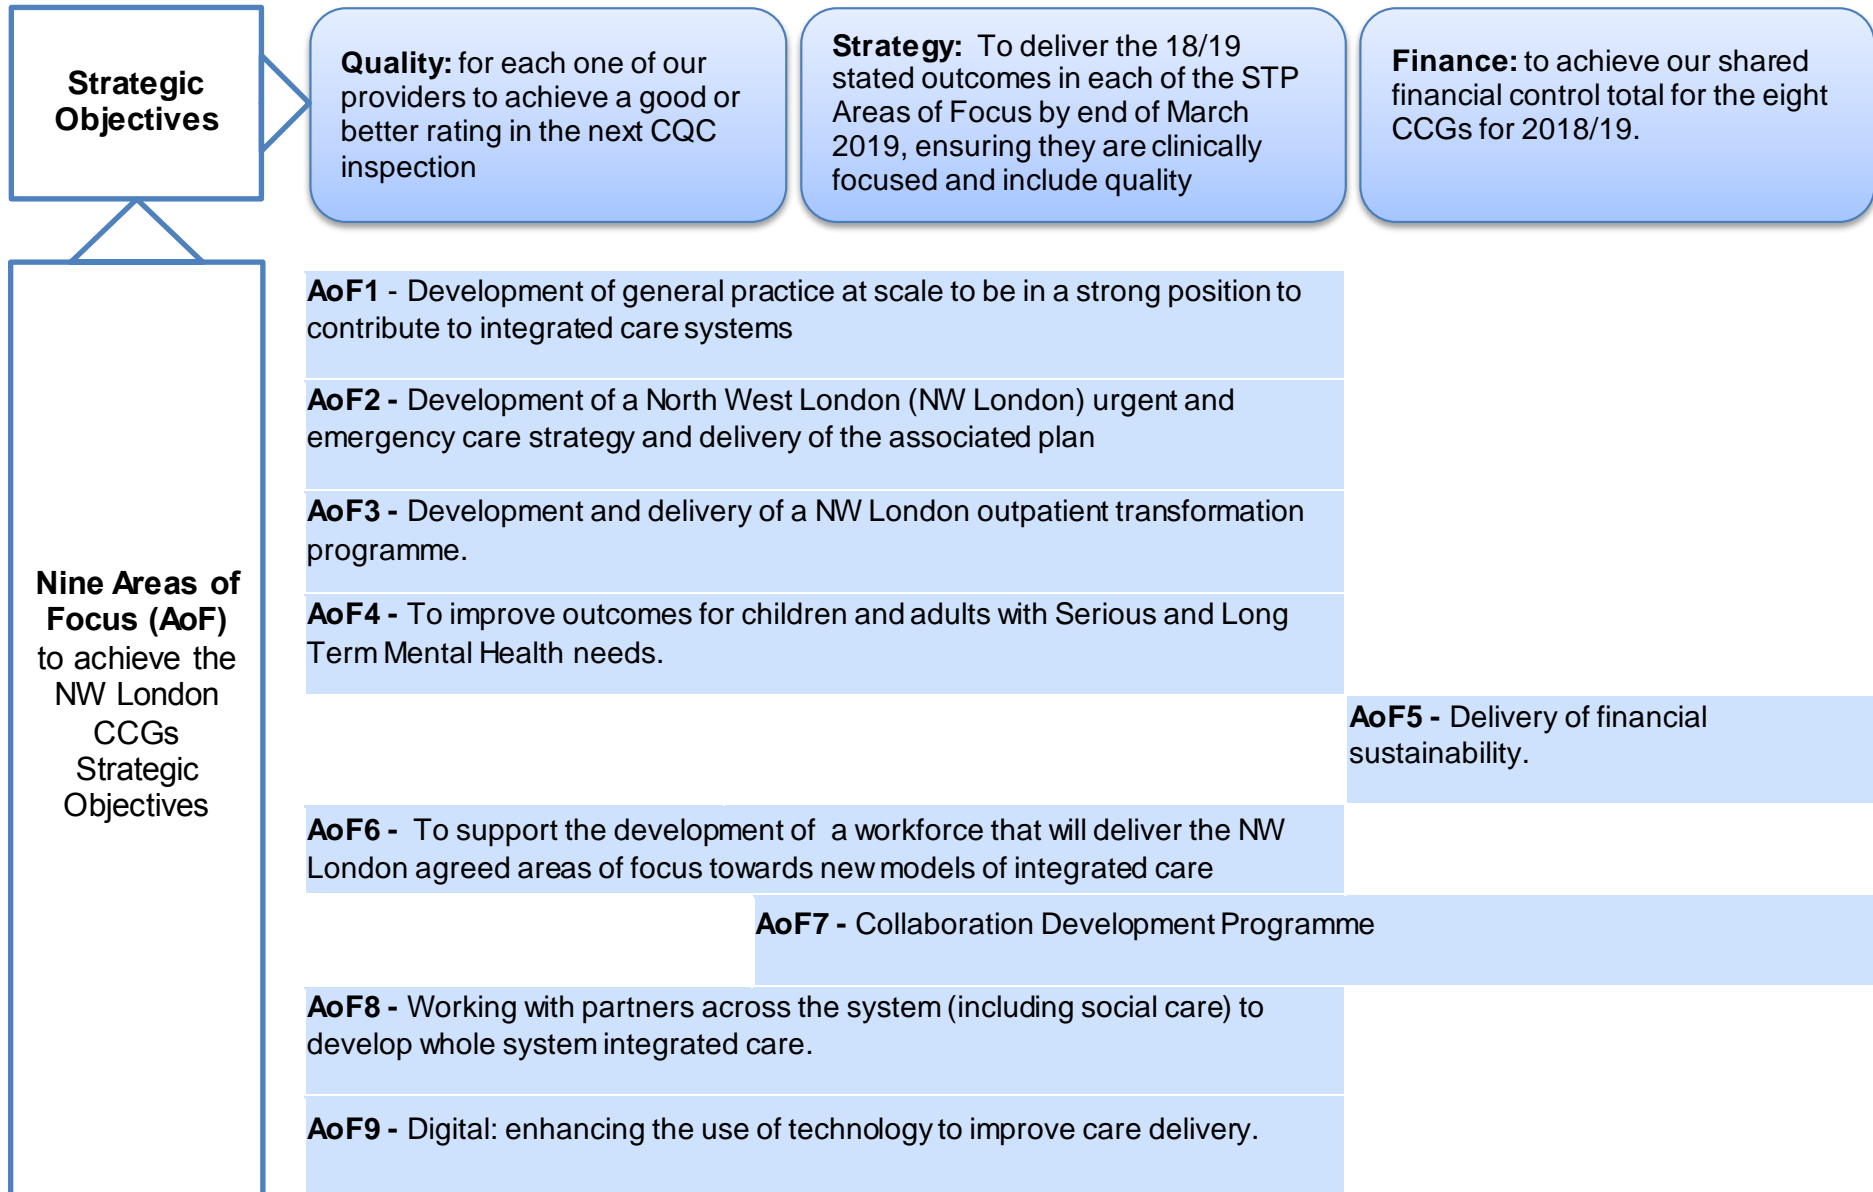 Strategic
Objectives
Quality: for each one of our
providers to achieve a good or
better rating in the next CQC
inspection
Strategy: To deliver the 18/19
stated outcomes in each of the STP
Areas of Focus by end of March
2019, ensuring they are clinically
focused and include quality
Finance: to achieve our shared
financial control total for the eight
CCGs for 2018/19.
Nine Areas of
Focus (AoF)
to achieve the
NW London
CCGs
Strategic
Objectives
AoF1 - Development of general practice at scale to be in a strong position to
contribute to integrated care systems
AoF2 - Development of a North West London (NW London) urgent and
emergency care strategy and delivery of the associated plan
AoF3 - Development and delivery of a NW London outpatient transformation
programme.
AoF4 - To improve outcomes for children and adults with Serious and Long
Term Mental Health needs.
AoF5 - Delivery of financial
sustainability.
AoF6 - To support the development of a workforce that will deliver the NW
London agreed areas of focus towards new models of integrated care
AoF7 - Collaboration Development Programme
AoF8 - Working with partners across the system (including social care) to
develop whole system integrated care.
AoF9 - Digital: enhancing the use of technology to improve care delivery.